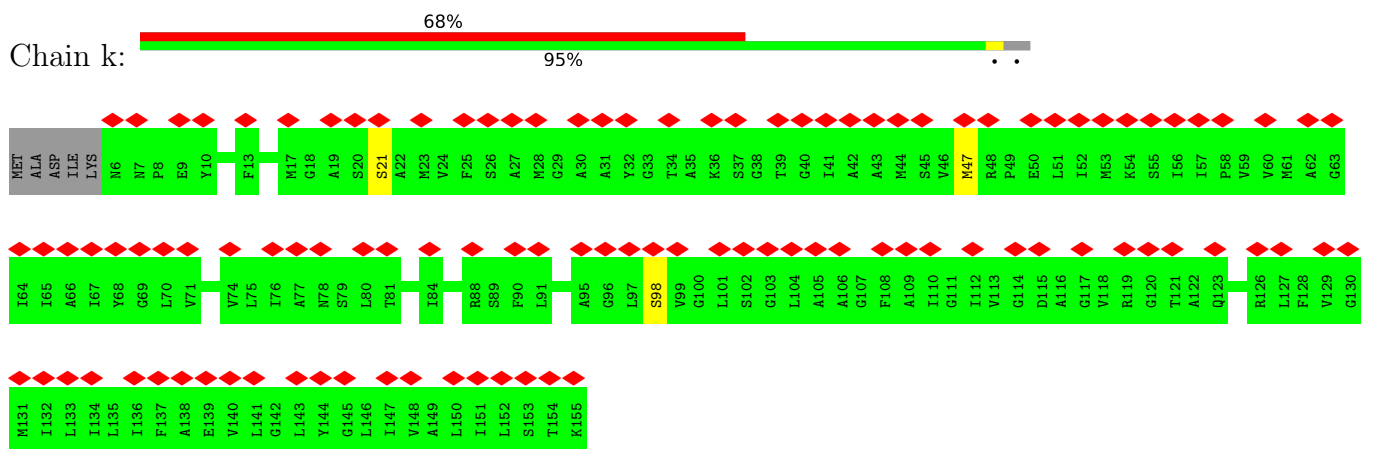 68%
Chain k:
95%
. .
MET ALA ASP ILE LYS N6 N7 P8 E9 Y10 F13 M17 G18 A19 S20 S21 A22 M23 V24 F25 S26 A27 M28 G29 A30 A31 Y32 G33 T34 A35 K36 S37 G38 T39 G40 I41 A42 A43 M44 S45 V46 M47 R48 P49 E50 L51 I52 M53 K54 S55 I56 I57 P58 V59 V60 M61 A62 G63
I64 I65 A66 I67 Y68 G69 L70 V71 V74 L75 I76 A77 N78 S79 L80 T81 I84 R88 S89 F90 L91 A95 G96 L97 S98 V99 G100 L101 S102 G103 L104 A105 A106 G107 F108 A109 I110 G111 I112 V113 G114 D115 A116 G117 V118 R119 G120 T121 A122 Q123 R126 L127 F128 V129 G130
M131 I132 L133 I134 L135 I136 F137 A138 E139 V140 L141 G142 L143 Y144 G145 L146 I147 V148 A149 L150 I151 L152 S153 T154 K155